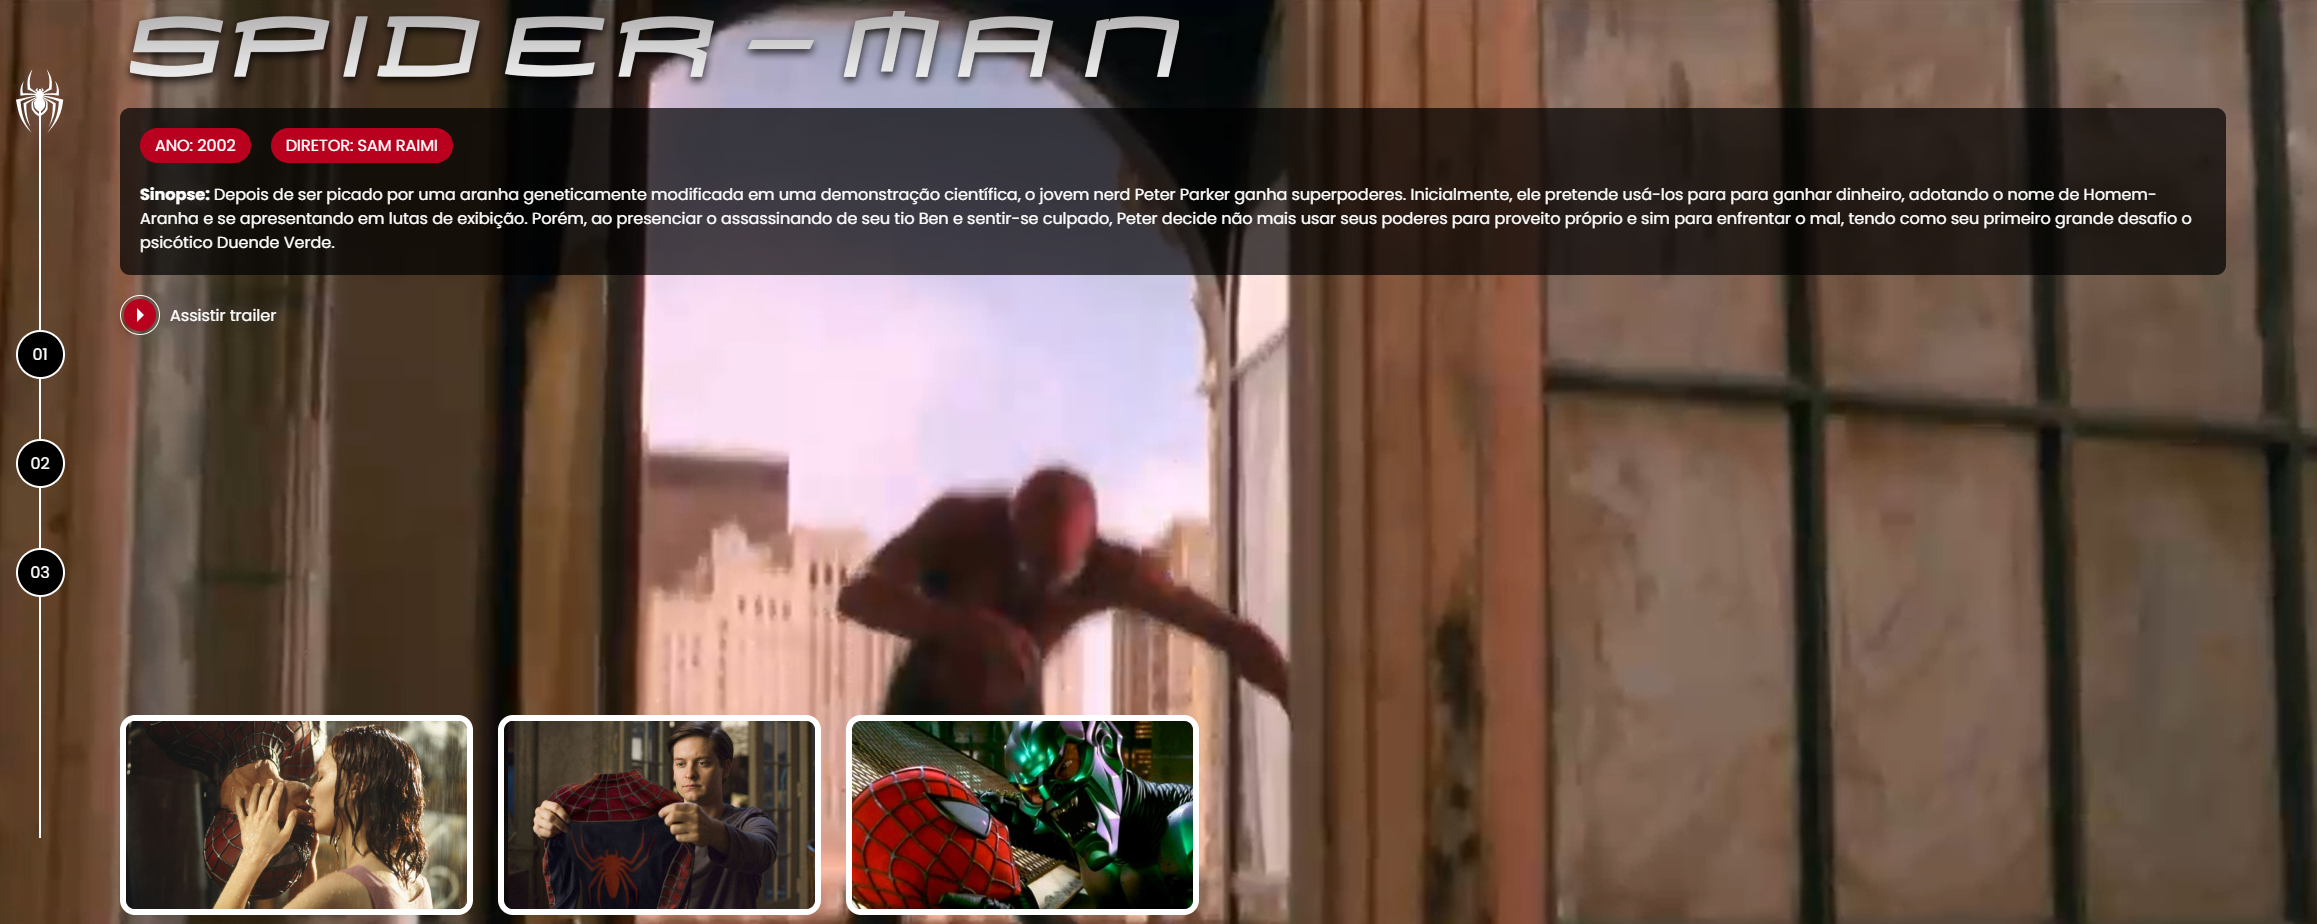 SPIDER-MAN
ANO: 2002 DIRETOR: SAM RAIMI
Sinopse: Depois de ser picado por uma aranha geneticamente modificada em uma demonstração científica, o jovem nerd Peter Parker ganha superpoderes. Inicialmente, ele pretende usá-los para para ganhar dinheiro, adotando o nome de Homem-
Aranha e se apresentando em lutas de exibição. Porém, ao presenciar o assassinando de seu tio Ben e sentir-se culpado, Peter decide não mais usar seus poderes para proveito próprio e sim para enfrentar o mal, tendo como seu primeiro grande desafio o
psicótico Duende Verde.
Assistir trailer
01
02
03